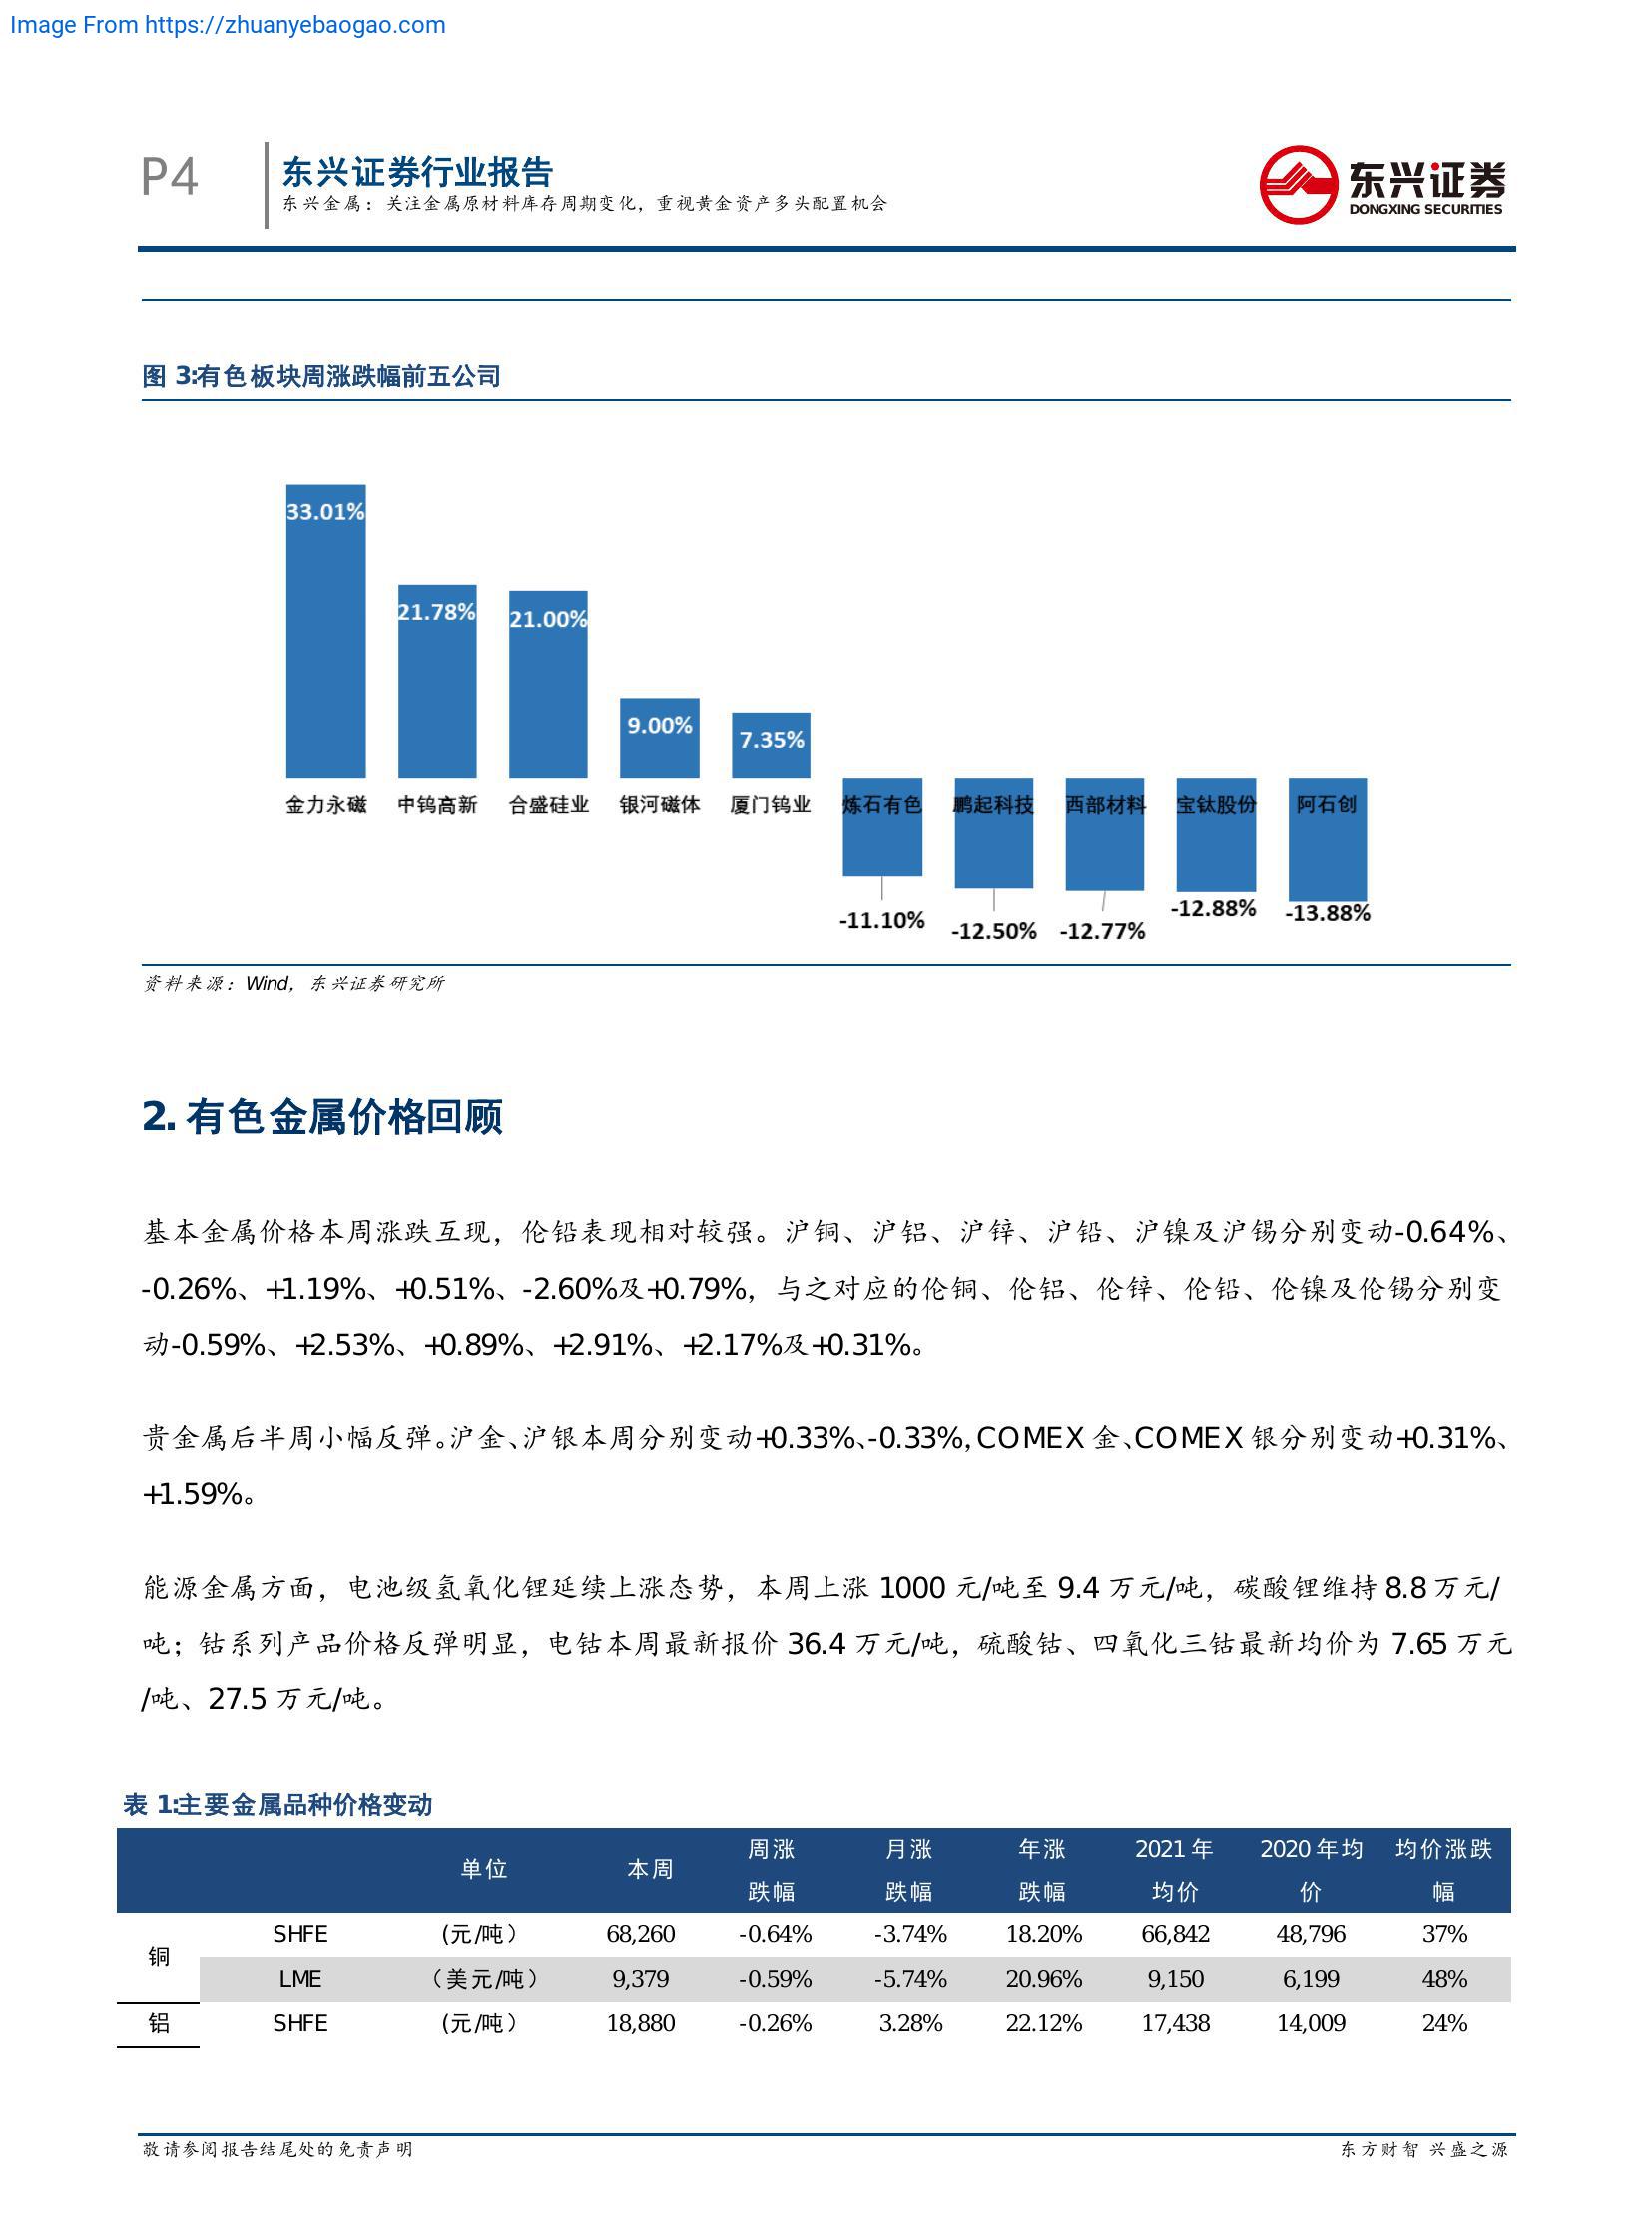 Image From https://zhuanyebaogao.com
P4
东兴证券行业报告
东兴金属：关注金属原材料库存周期变化，重视黄金资产多头配置机会
东兴证券
DONGXING SECURITIES
图 3:有色板块周涨跌幅前五公司
33.01%
21.78%
21.00%
9.00%
7.35%
金力永磁 中钨高新 合盛硅业 银河磁体 厦门钨业 炼石有色 鹏起科技 西部材料 宝钛股份 阿石创
-11.10% -12.50% -12.77% -12.88% -13.88%
资料来源：Wind，东兴证券研究所
2. 有色金属价格回顾
基本金属价格本周涨跌互现，伦铅表现相对较强。沪铜、沪铝、沪锌、沪铅、沪镍及沪锡分别变动-0.64%、
-0.26%、+1.19%、+0.51%、-2.60%及+0.79%，与之对应的伦铜、伦铝、伦锌、伦铅、伦镍及伦锡分别变
动-0.59%、+2.53%、+0.89%、+2.91%、+2.17%及+0.31%。
贵金属后半周小幅反弹。沪金、沪银本周分别变动+0.33%、-0.33%，COMEX 金、COMEX 银分别变动+0.31%、
+1.59%。
能源金属方面，电池级氢氧化锂延续上涨态势，本周上涨 1000 元/吨至 9.4 万元/吨，碳酸锂维持 8.8 万元/
吨；钴系列产品价格反弹明显，电钴本周最新报价 36.4 万元/吨，硫酸钴、四氧化三钴最新均价为 7.65 万元
/吨、27.5 万元/吨。
表 1:主要金属品种价格变动
单位 本周 周涨跌幅 月涨跌幅 年涨跌幅 2021 年均价 2020 年均价 均价涨跌幅
铜 SHFE (元/吨） 68,260 -0.64% -3.74% 18.20% 66,842 48,796 37%
LME （美元/吨） 9,379 -0.59% -5.74% 20.96% 9,150 6,199 48%
铝 SHFE (元/吨） 18,880 -0.26% 3.28% 22.12% 17,438 14,009 24%
敬请参阅报告结尾处的免责声明
东方财智 兴盛之源